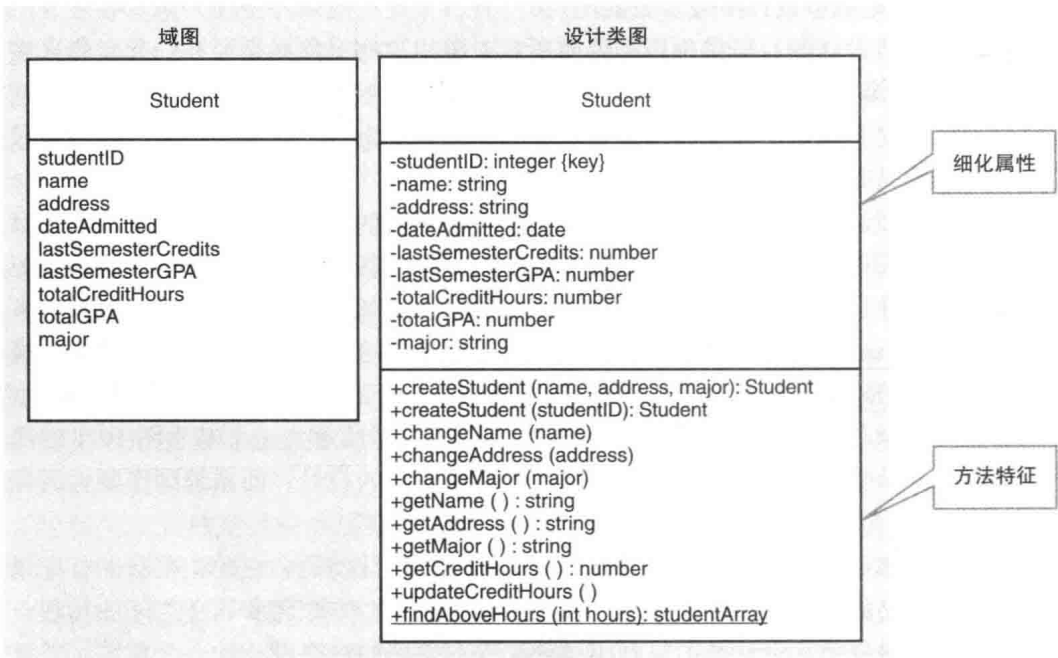 域图
Student
studentID
name
address
dateAdmitted
lastSemesterCredits
lastSemesterGPA
totalCreditHours
totalGPA
major
设计类图
Student
-studentID: integer {key}
-name: string
-address: string
-dateAdmitted: date
-lastSemesterCredits: number
-lastSemesterGPA: number
-totalCreditHours: number
-totalGPA: number
-major: string
+createStudent (name, address, major): Student
+createStudent (studentID): Student
+changeName (name)
+changeAddress (address)
+changeMajor (major)
+getName ( ) : string
+getAddress ( ) : string
+getMajor ( ) : string
+getCreditHours ( ) : number
+updateCreditHours ( )
+findAboveHours (int hours): studentArray
细化属性
方法特征